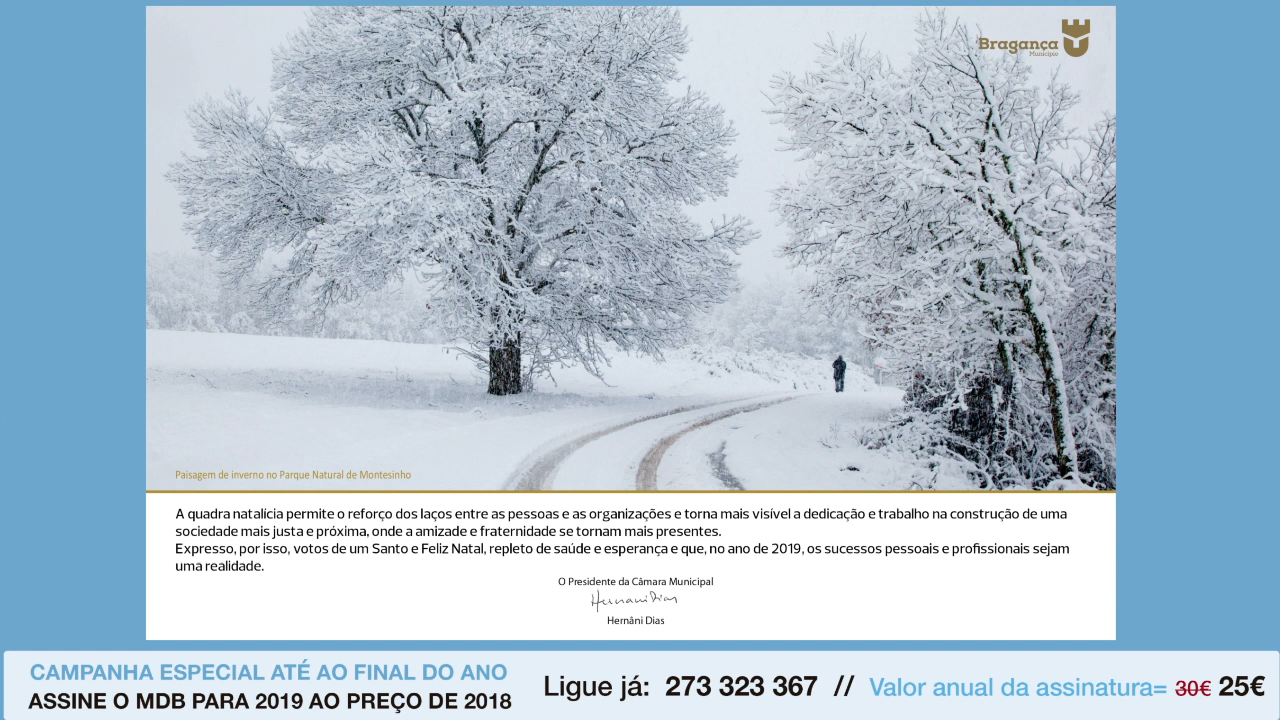 Bragança
Município
Paisagem de inverno no Parque Natural de Montesinho
A quadra natalícia permite o reforço dos laços entre as pessoas e as organizações e torna mais visível a dedicação e trabalho na construção de uma
sociedade mais justa e próxima, onde a amizade e fraternidade se tornam mais presentes.
Expresso, por isso, votos de um Santo e Feliz Natal, repleto de saúde e esperança e que, no ano de 2019, os sucessos pessoais e profissionais sejam
uma realidade.
O Presidente da Câmara Municipal
Hernâni Dias
Hernâni Dias
CAMPANHA ESPECIAL ATÉ AO FINAL DO ANO
ASSINE O MDB PARA 2019 AO PREÇO DE 2018
Ligue já: 273 323 367 // Valor anual da assinatura= 30€ 25€